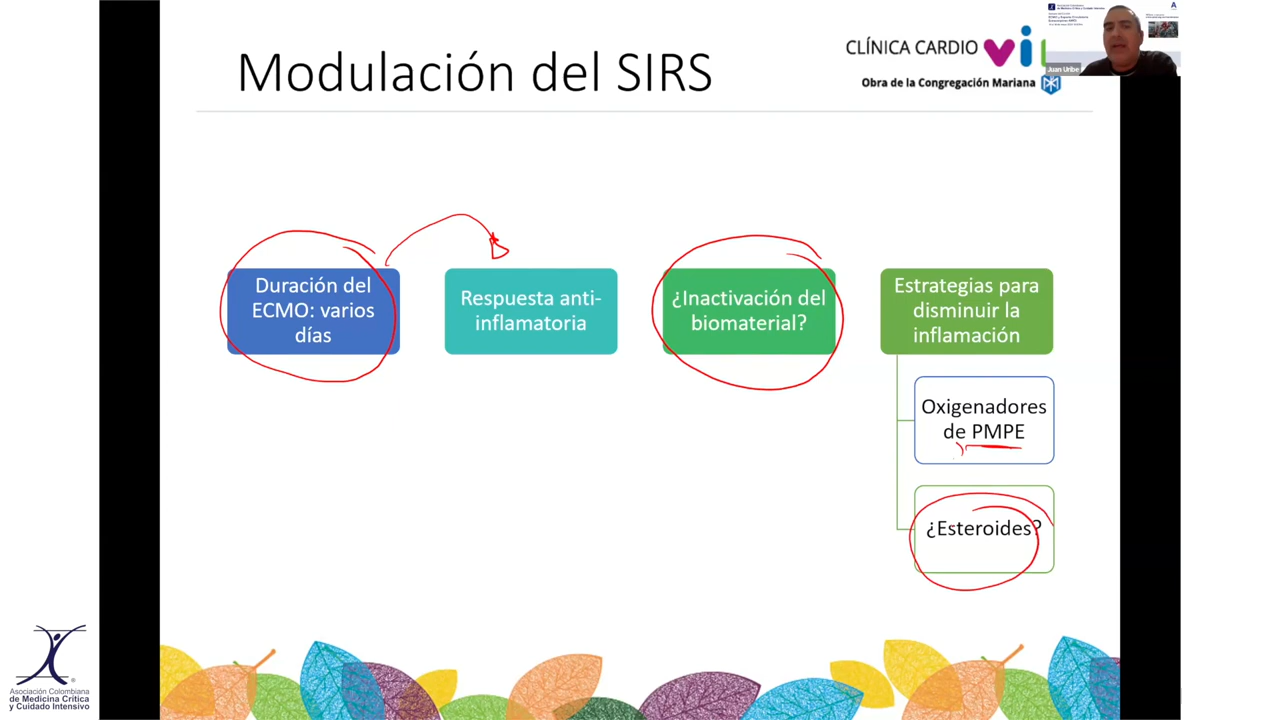 Modulación del SIRS
CLÍNICA CARDIO
Obra de la Congregación Mariana
Juan Uribe
Duración del
ECMO: varios
días
Respuesta anti-
inflamatoria
¿Inactivación del
biomaterial?
Estrategias para
disminuir la
inflamación
Oxigenadores
de PMPE
¿Esteroides?
Asociación Colombiana
de Medicina Crítica
y Cuidado Intensivo